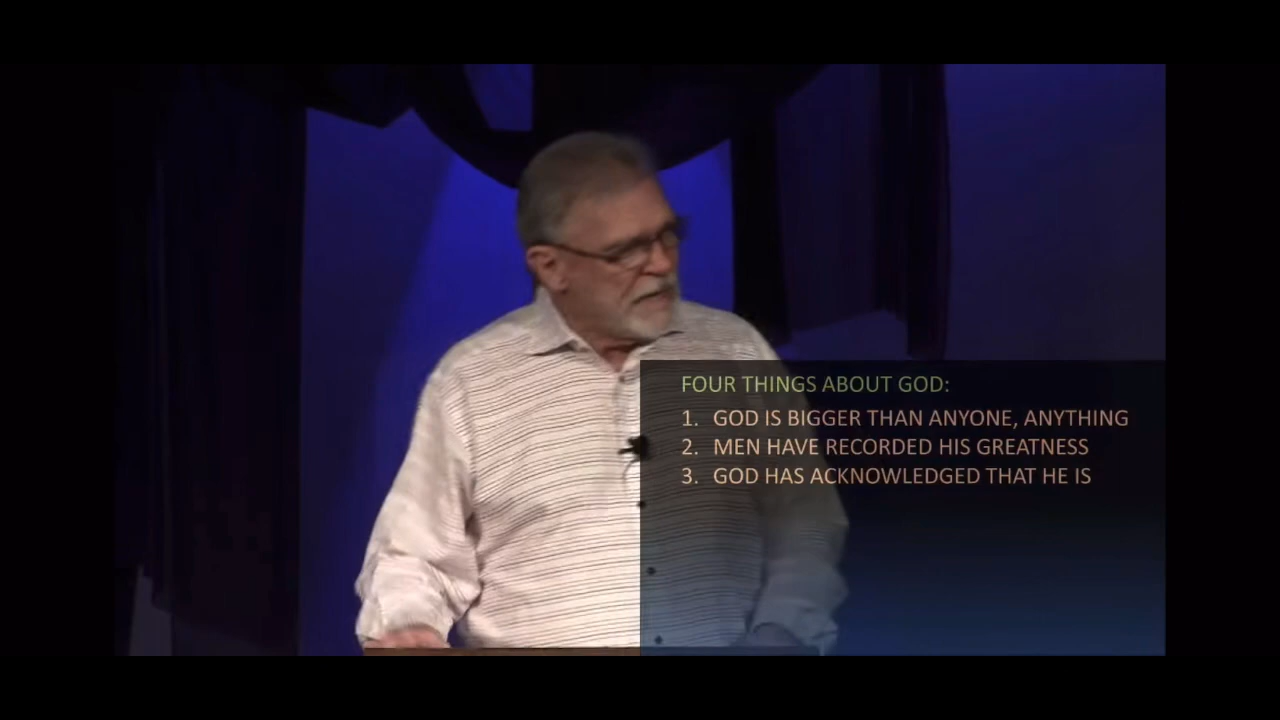 FOUR THINGS ABOUT GOD:
1. GOD IS BIGGER THAN ANYONE, ANYTHING
2. MEN HAVE RECORDED HIS GREATNESS
3. GOD HAS ACKNOWLEDGED THAT HE IS